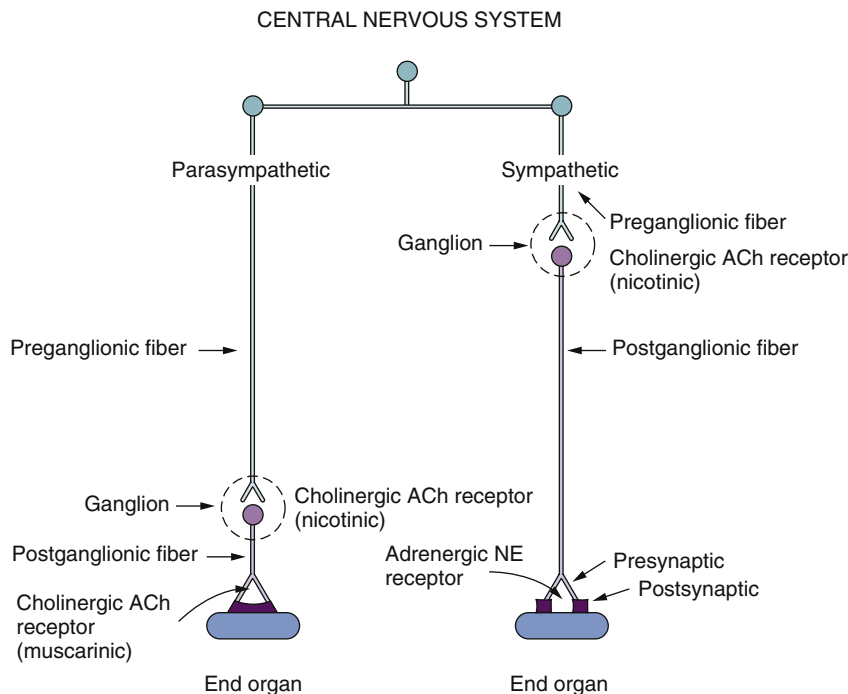 CENTRAL NERVOUS SYSTEM
Parasympathetic
Sympathetic
Preganglionic fiber
Ganglion
Cholinergic ACh receptor
(nicotinic)
Preganglionic fiber
Postganglionic fiber
Ganglion
Cholinergic ACh receptor
(nicotinic)
Postganglionic fiber
Adrenergic NE
receptor
Presynaptic
Postsynaptic
Cholinergic ACh
receptor
(muscarinic)
End organ
End organ